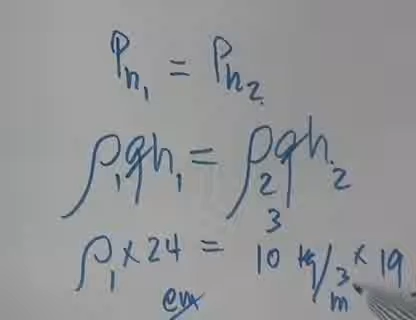 Ph₁ = Ph₂
ρ₁gh₁ = ρ₂gh₂
ρ₁ × 24 = 10³ kg/m³ × 19
cm